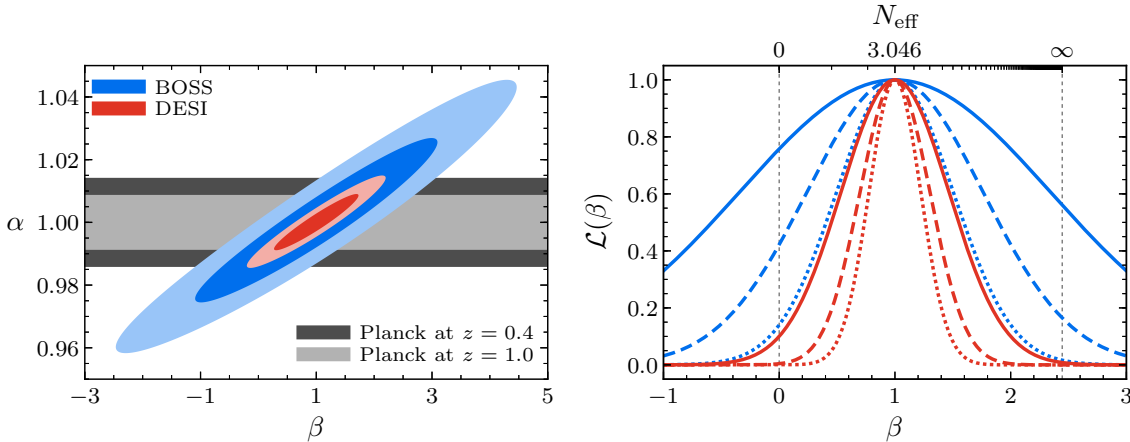 1.04
1.02
1.00
0.98
0.96
α
BOSS
DESI
Planck at z = 0.4
Planck at z = 1.0
−3 −1 1 3 5
β
N_eff
0 3.046 ∞
1.0
0.8
0.6
0.4
0.2
0.0
ℒ(β)
−1 0 1 2 3
β